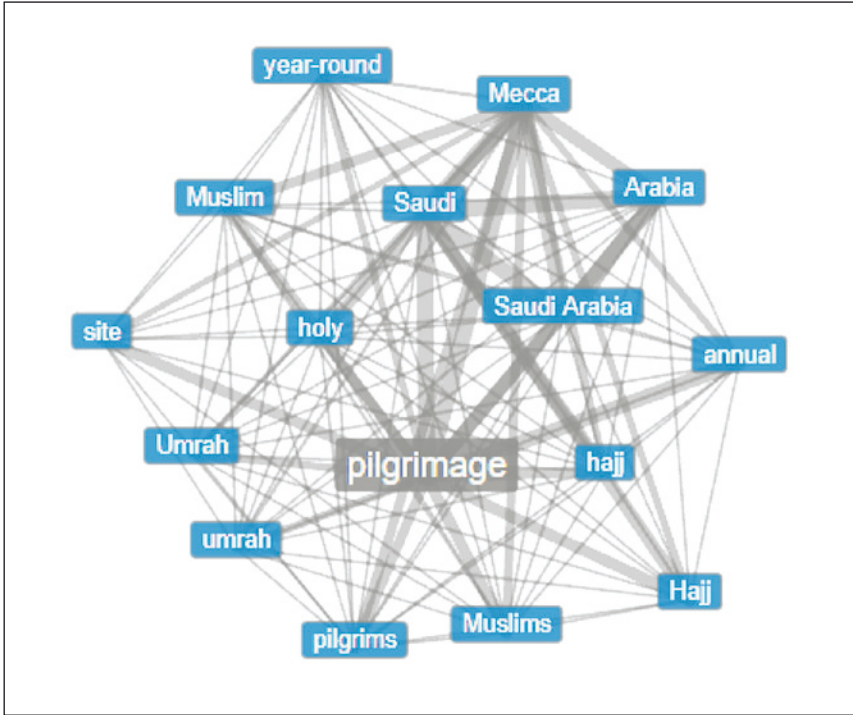 year-round
Mecca
Muslim
Saudi
Arabia
site
holy
Saudi Arabia
annual
Umrah
pilgrimage
hajj
umrah
pilgrims
Muslims
Hajj